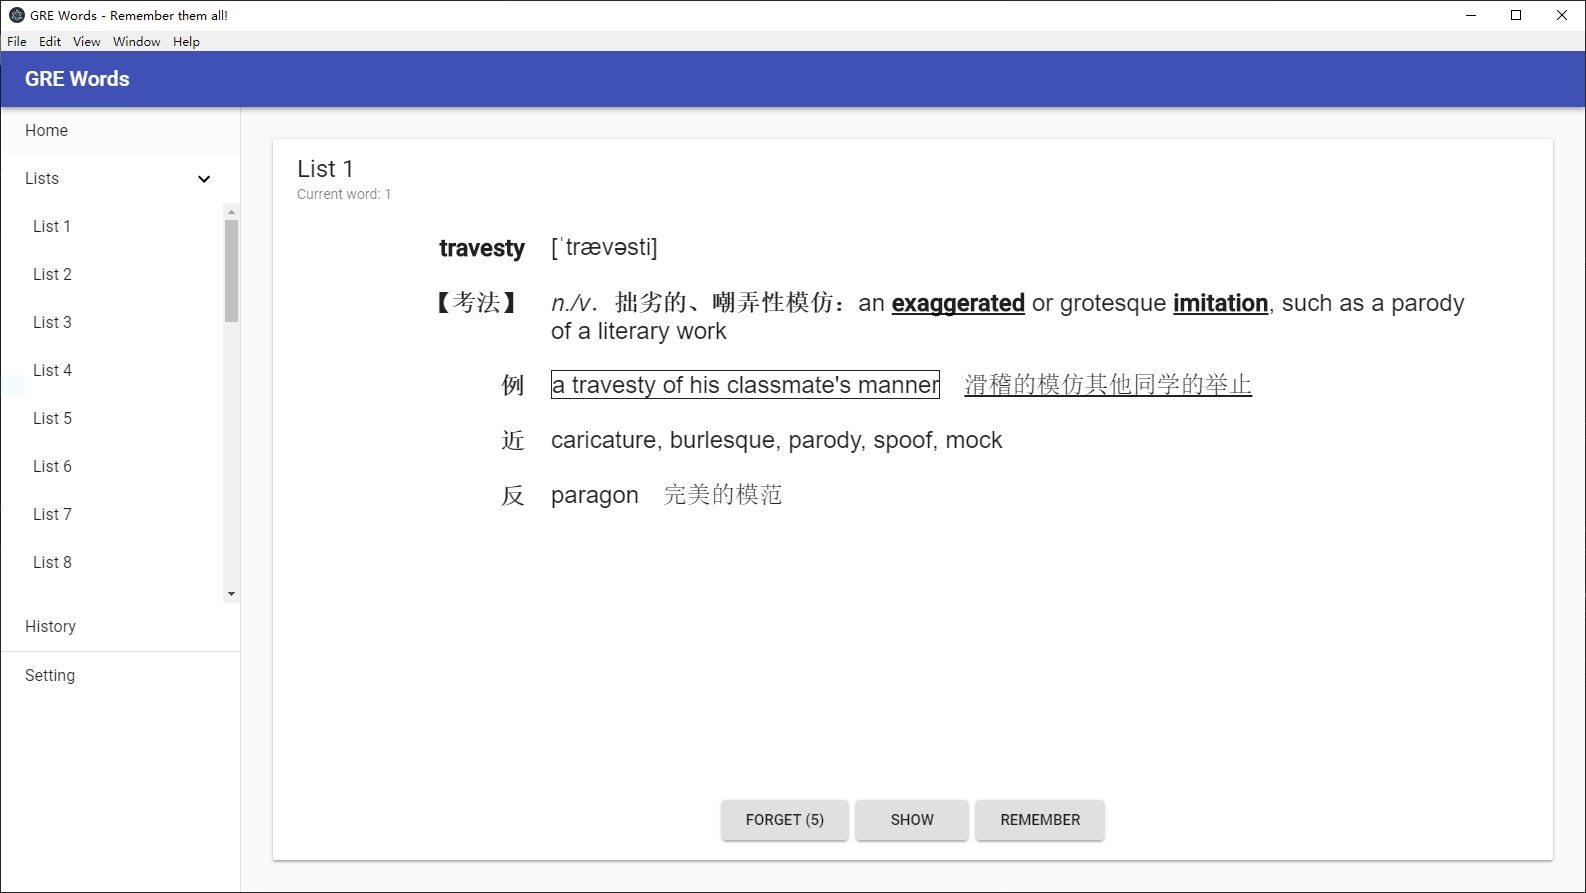 GRE Words - Remember them all!
File Edit View Window Help
GRE Words
Home
Lists
List 1
List 2
List 3
List 4
List 5
List 6
List 7
List 8
History
Setting
List 1
Current word: 1
travesty [ˈtrævəsti]
【考法】 n./v. 拙劣的、嘲弄性模仿：an exaggerated or grotesque imitation, such as a parody
of a literary work
例 a travesty of his classmate's manner 滑稽的模仿其他同学的举止
近 caricature, burlesque, parody, spoof, mock
反 paragon 完美的模范
FORGET (5) SHOW REMEMBER